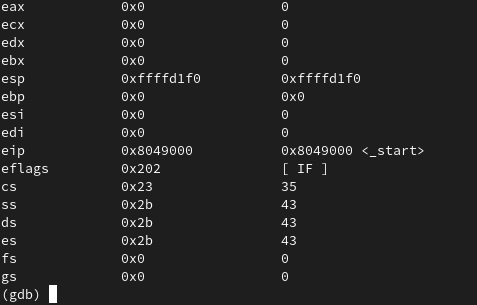 eax 0x0 0
ecx 0x0 0
edx 0x0 0
ebx 0x0 0
esp 0xffffd1f0 0xffffd1f0
ebp 0x0 0x0
esi 0x0 0
edi 0x0 0
eip 0x8049000 0x8049000 <_start>
eflags 0x202 [ IF ]
cs 0x23 35
ss 0x2b 43
ds 0x2b 43
es 0x2b 43
fs 0x0 0
gs 0x0 0
(gdb)